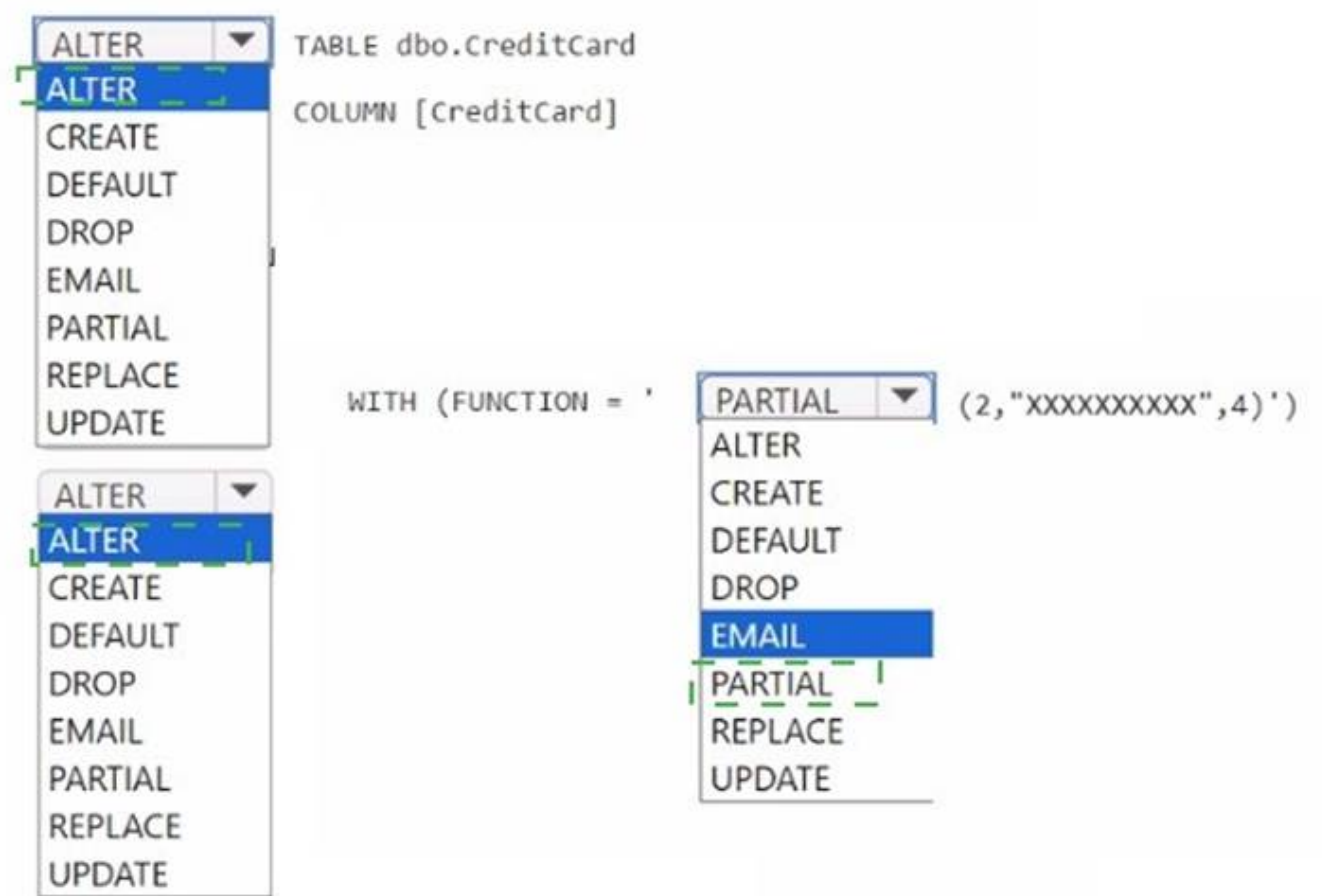 ALTER
TABLE dbo.CreditCard
ALTER
COLUMN [CreditCard]
CREATE
DEFAULT
DROP
EMAIL
PARTIAL
REPLACE
UPDATE
WITH (FUNCTION = '
PARTIAL
(2,"XXXXXXXXXX",4)')
ALTER
CREATE
DEFAULT
DROP
EMAIL
PARTIAL
REPLACE
UPDATE
ALTER
ALTER
CREATE
DEFAULT
DROP
EMAIL
PARTIAL
REPLACE
UPDATE